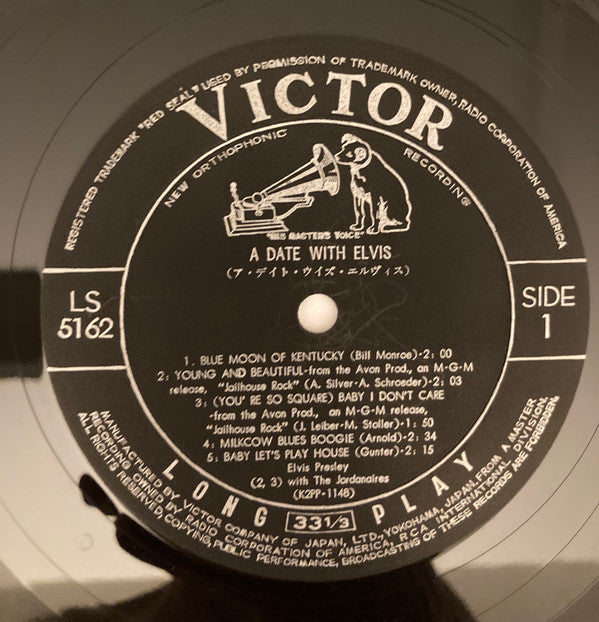 REGISTERED TRADEMARK "RED SEAL" USED BY PERMISSION OF TRADEMARK OWNER, RADIO CORPORATION OF AMERICA
VICTOR
NEW ORTHOPHONIC RECORDING
"HIS MASTER'S VOICE"
A DATE WITH ELVIS
(ア・デイト・ウイズ・エルヴィス)
LS
5162
SIDE
1
1. BLUE MOON OF KENTUCKY (Bill Monroe)-2: 00
2: YOUNG AND BEAUTIFUL-from the Avon Prod., an M-G-M
release, "Jailhouse Rock" (A. Silver-A. Schroeder)-2: 03
3: (YOU' RE SO SQUARE) BABY I DON'T CARE
-from the Avon Prod., an M-G-M release,
"Jailhouse Rock" (J. Leiber-M. Stoller)-1: 50
4: MILKCOW BLUES BOOGIE (Arnold)-2: 34
5: BABY LET'S PLAY HOUSE (Gunter)-2: 15
Elvis Presley
(2, 3) with The Jordanaires
(K2PP-1148)
LONG 33 1/3 PLAY
MANUFACTURED BY VICTOR COMPANY OF JAPAN, LTD., YOKOHAMA, JAPAN, FROM A MASTER
RECORDING OWNED BY RADIO CORPORATION OF AMERICA, RCA INTERNATIONAL DIVISION.
ALL RIGHTS RESERVED, COPYING, PUBLIC PERFORMANCE, BROADCASTING OF THESE RECORDS ARE FORBIDDEN.